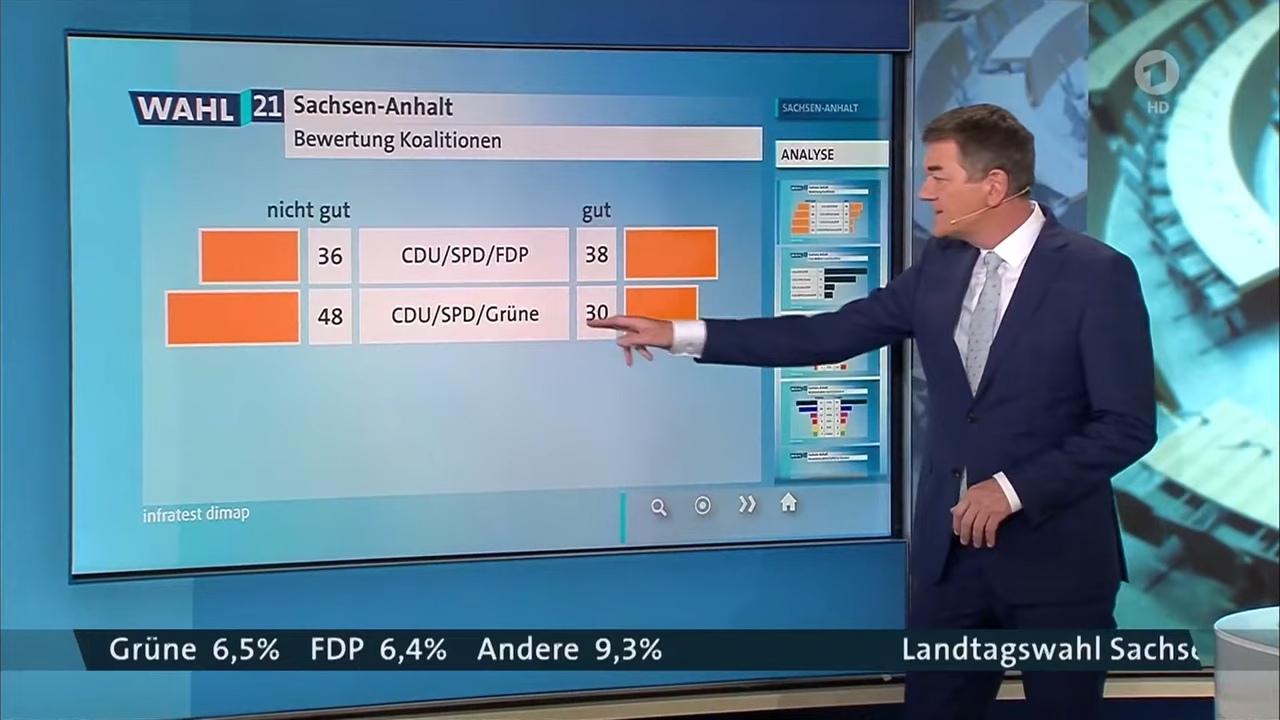 WAHL 21
Sachsen-Anhalt
Bewertung Koalitionen
SACHSEN-ANHALT
ANALYSE
nicht gut
gut
36 CDU/SPD/FDP 38
48 CDU/SPD/Grüne 30
infratest dimap
1
HD
Grüne 6,5% FDP 6,4% Andere 9,3% Landtagswahl Sachse